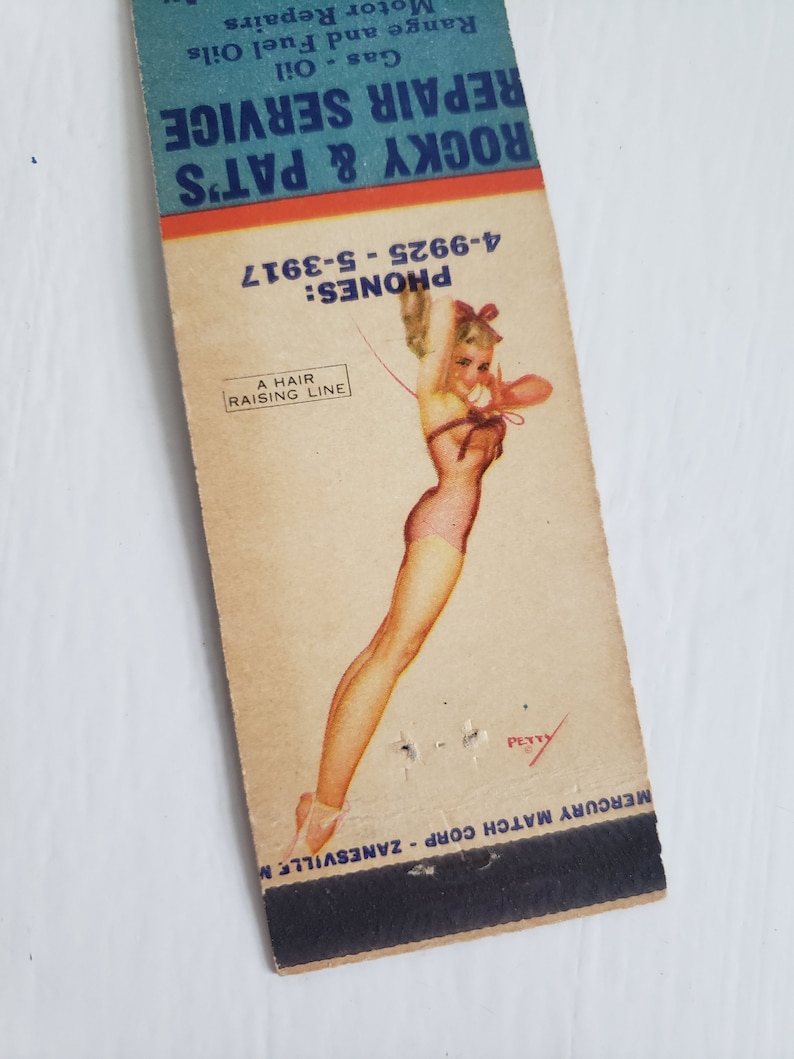 ROCKY & PAT'S
REPAIR SERVICE
Gas - Oil
Range and Fuel Oils
Motor Repairs
PHONES:
4-9925 - 5-3917
A HAIR
RAISING LINE
PETTY
©
MERCURY MATCH CORP - ZANESVILLE